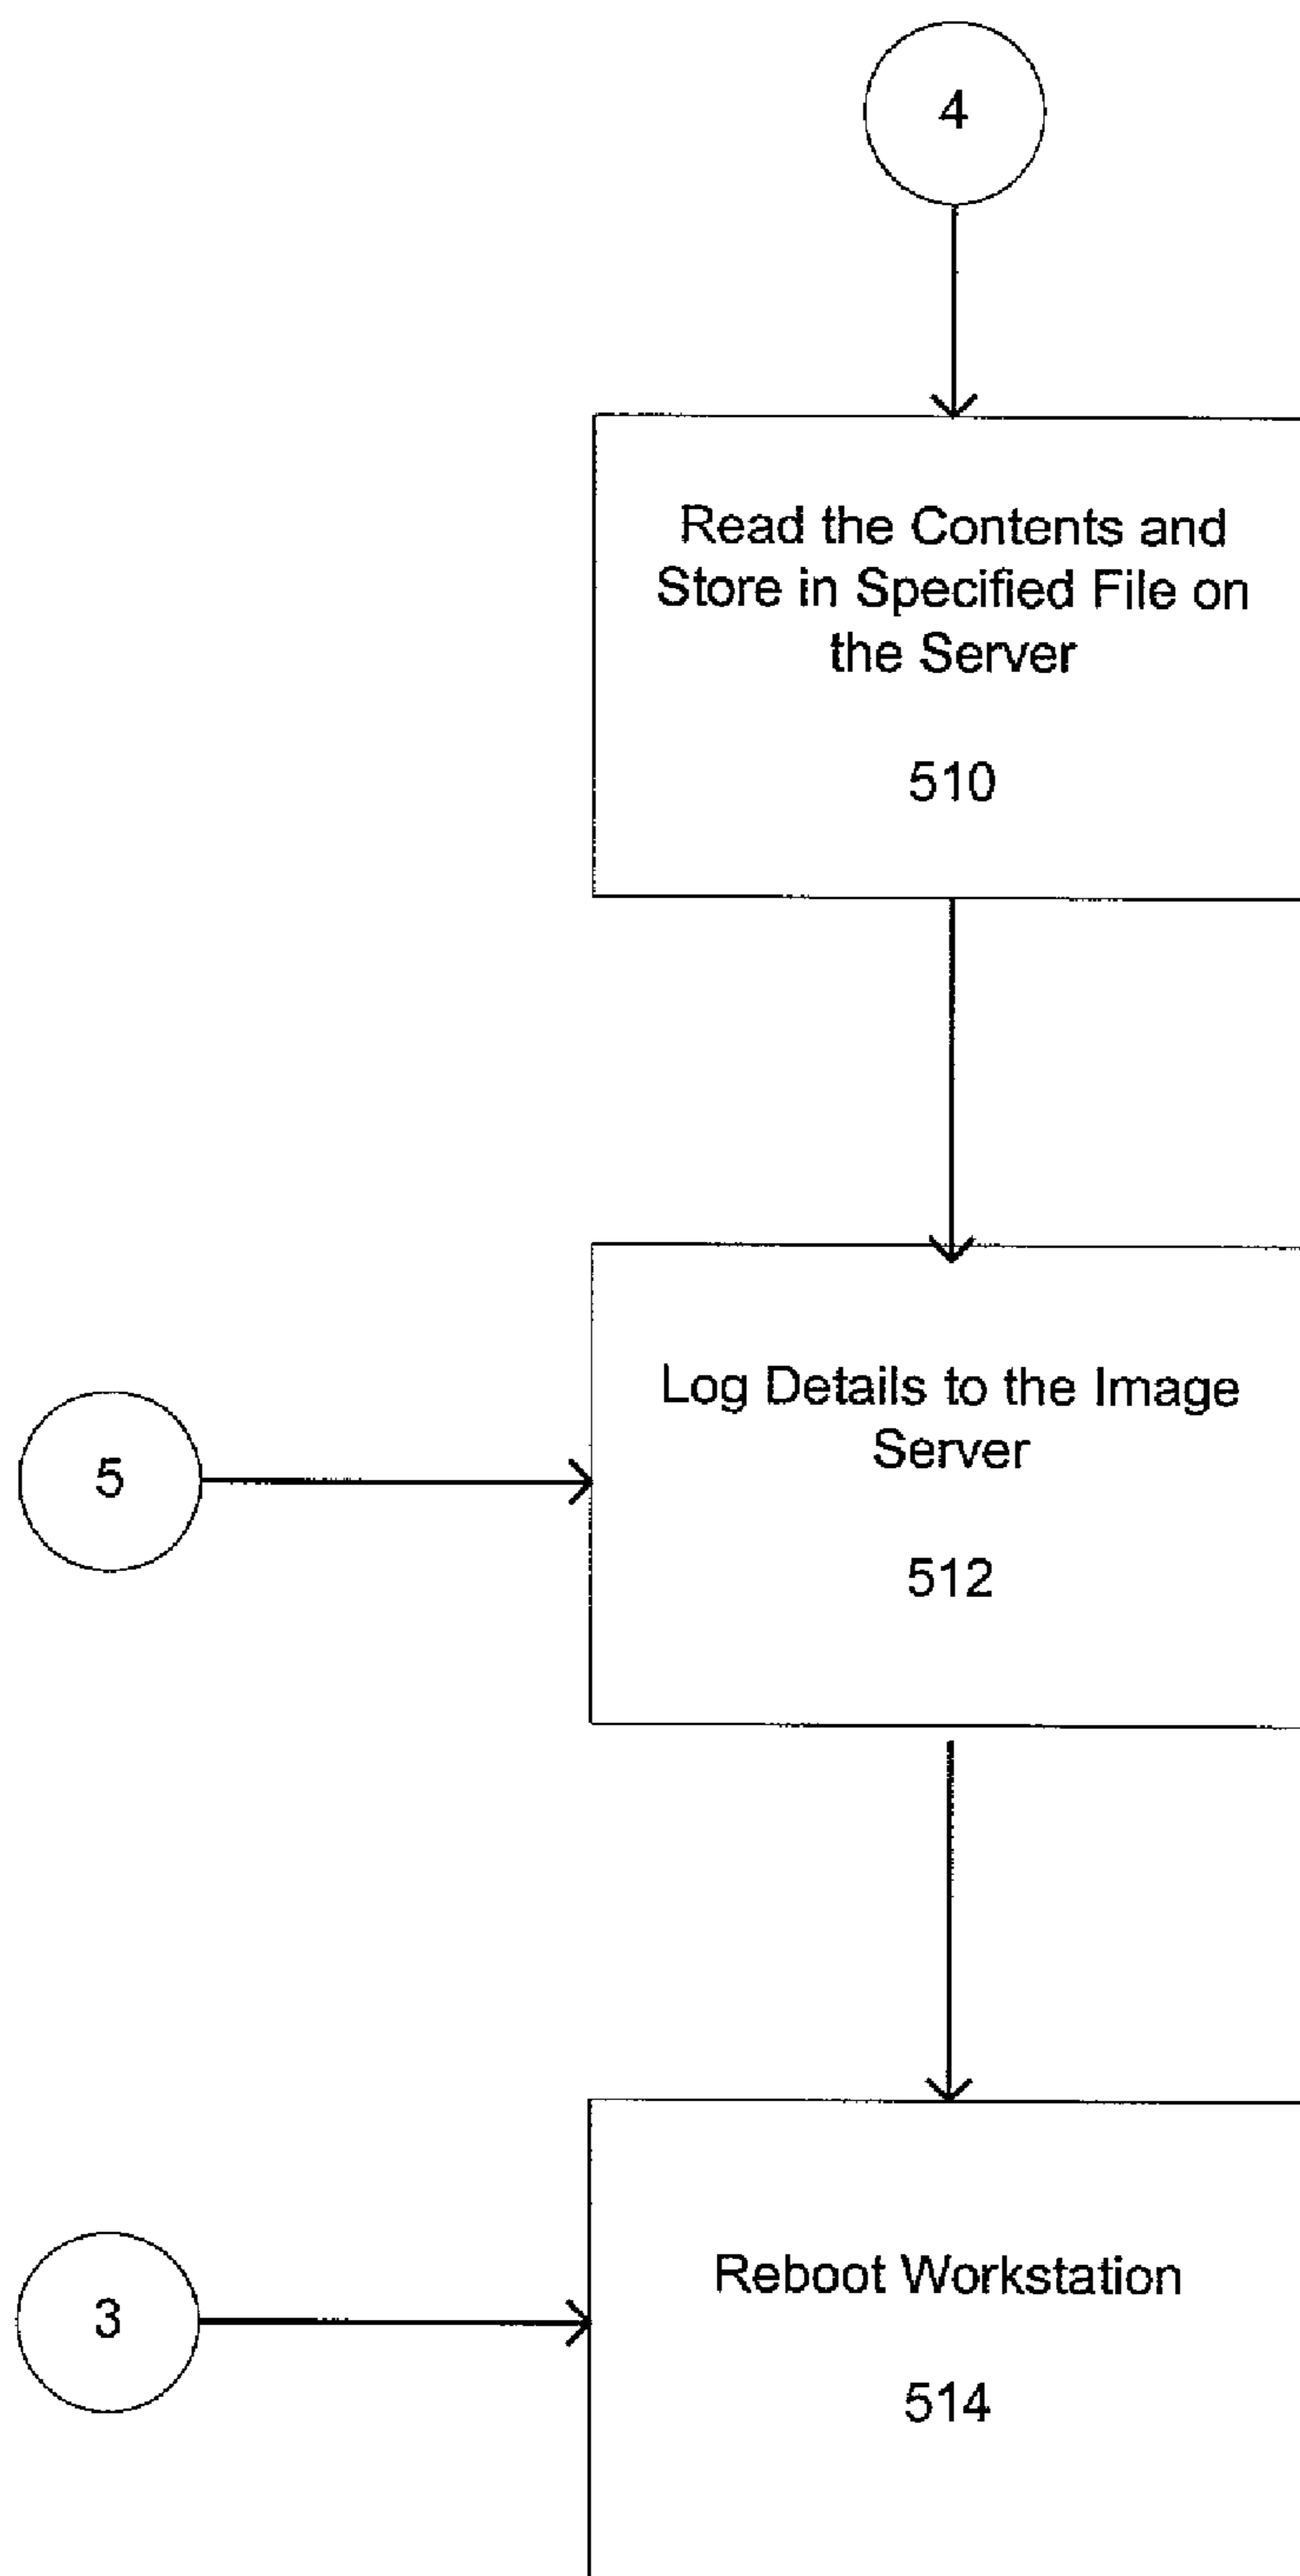 4
Read the Contents and
Store in Specified File on
the Server
510
Log Details to the Image
Server
512
5
Reboot Workstation
514
3